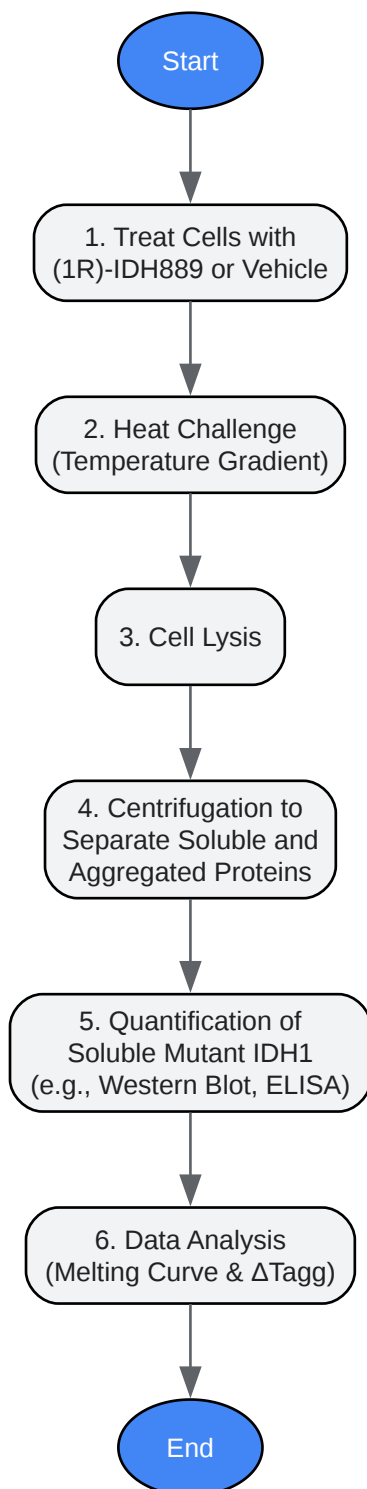 Start
1. Treat Cells with
(1R)-IDH889 or Vehicle
2. Heat Challenge
(Temperature Gradient)
3. Cell Lysis
4. Centrifugation to
Separate Soluble and
Aggregated Proteins
5. Quantification of
Soluble Mutant IDH1
(e.g., Western Blot, ELISA)
6. Data Analysis
(Melting Curve & ΔTagg)
End